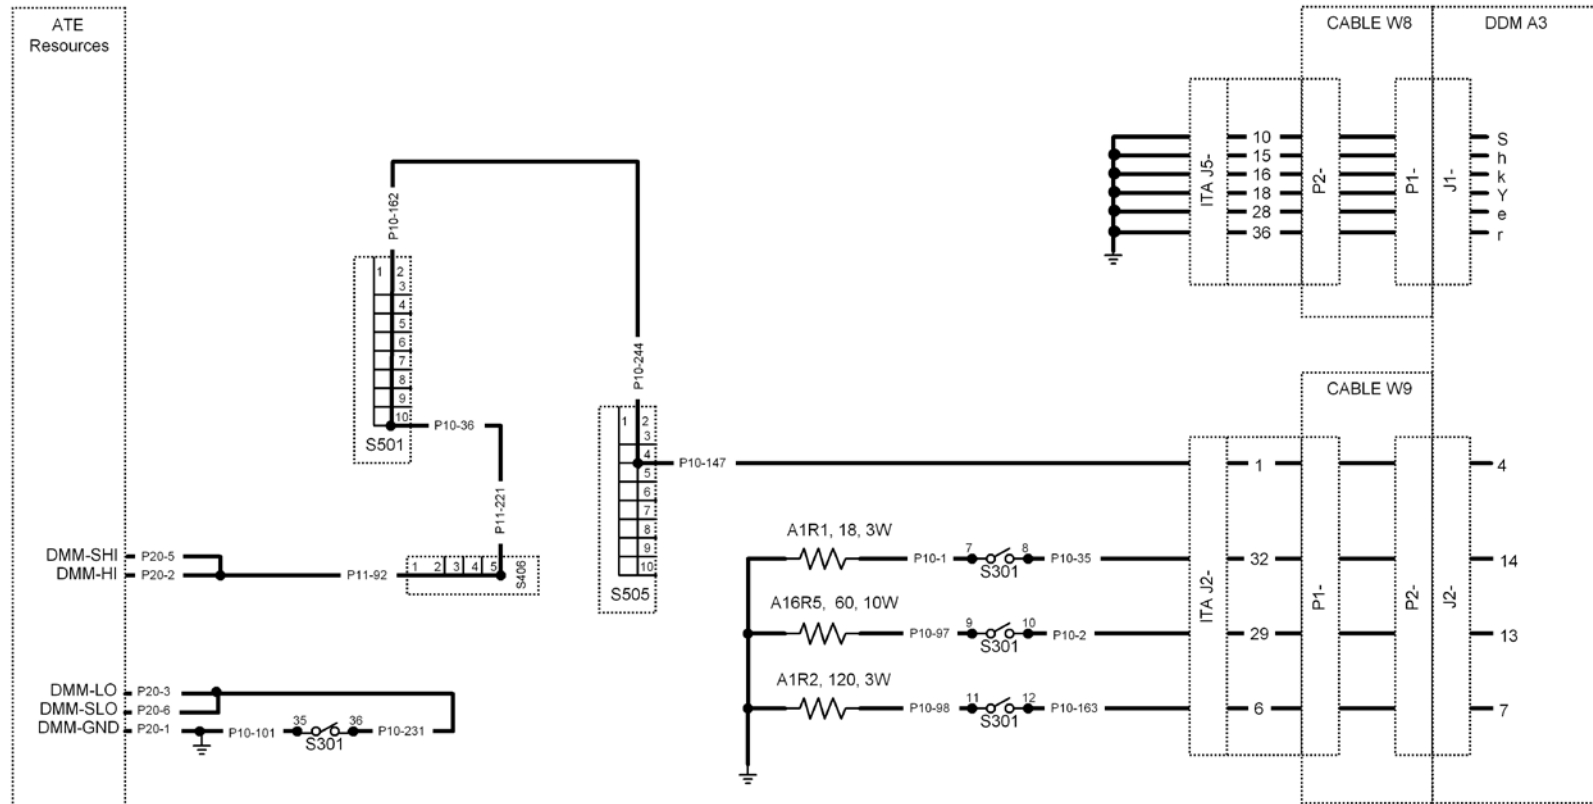 ATE
Resources
CABLE W8
DDM A3
ITA J5-
10
15
16
18
28
36
P2-
P1-
J1-
S
h
k
Y
e
r
P10-162
1
2
3
4
5
6
7
8
9
10
S501
P10-36
P11-221
P10-244
1
2
3
4
5
6
7
8
9
10
S505
P10-147
CABLE W9
ITA J2-
1
32
29
6
P1-
P2-
J2-
4
14
13
7
DMM-SHI P20-5
DMM-HI P20-2
P11-92
1 2 3 4 5
S406
A1R1, 18, 3W
P10-1 7 8 P10-35
S301
A16R5, 60, 10W
P10-97 9 10 P10-2
S301
A1R2, 120, 3W
P10-98 11 12 P10-163
S301
DMM-LO P20-3
DMM-SLO P20-6
DMM-GND P20-1
P10-101 35 36 P10-231
S301